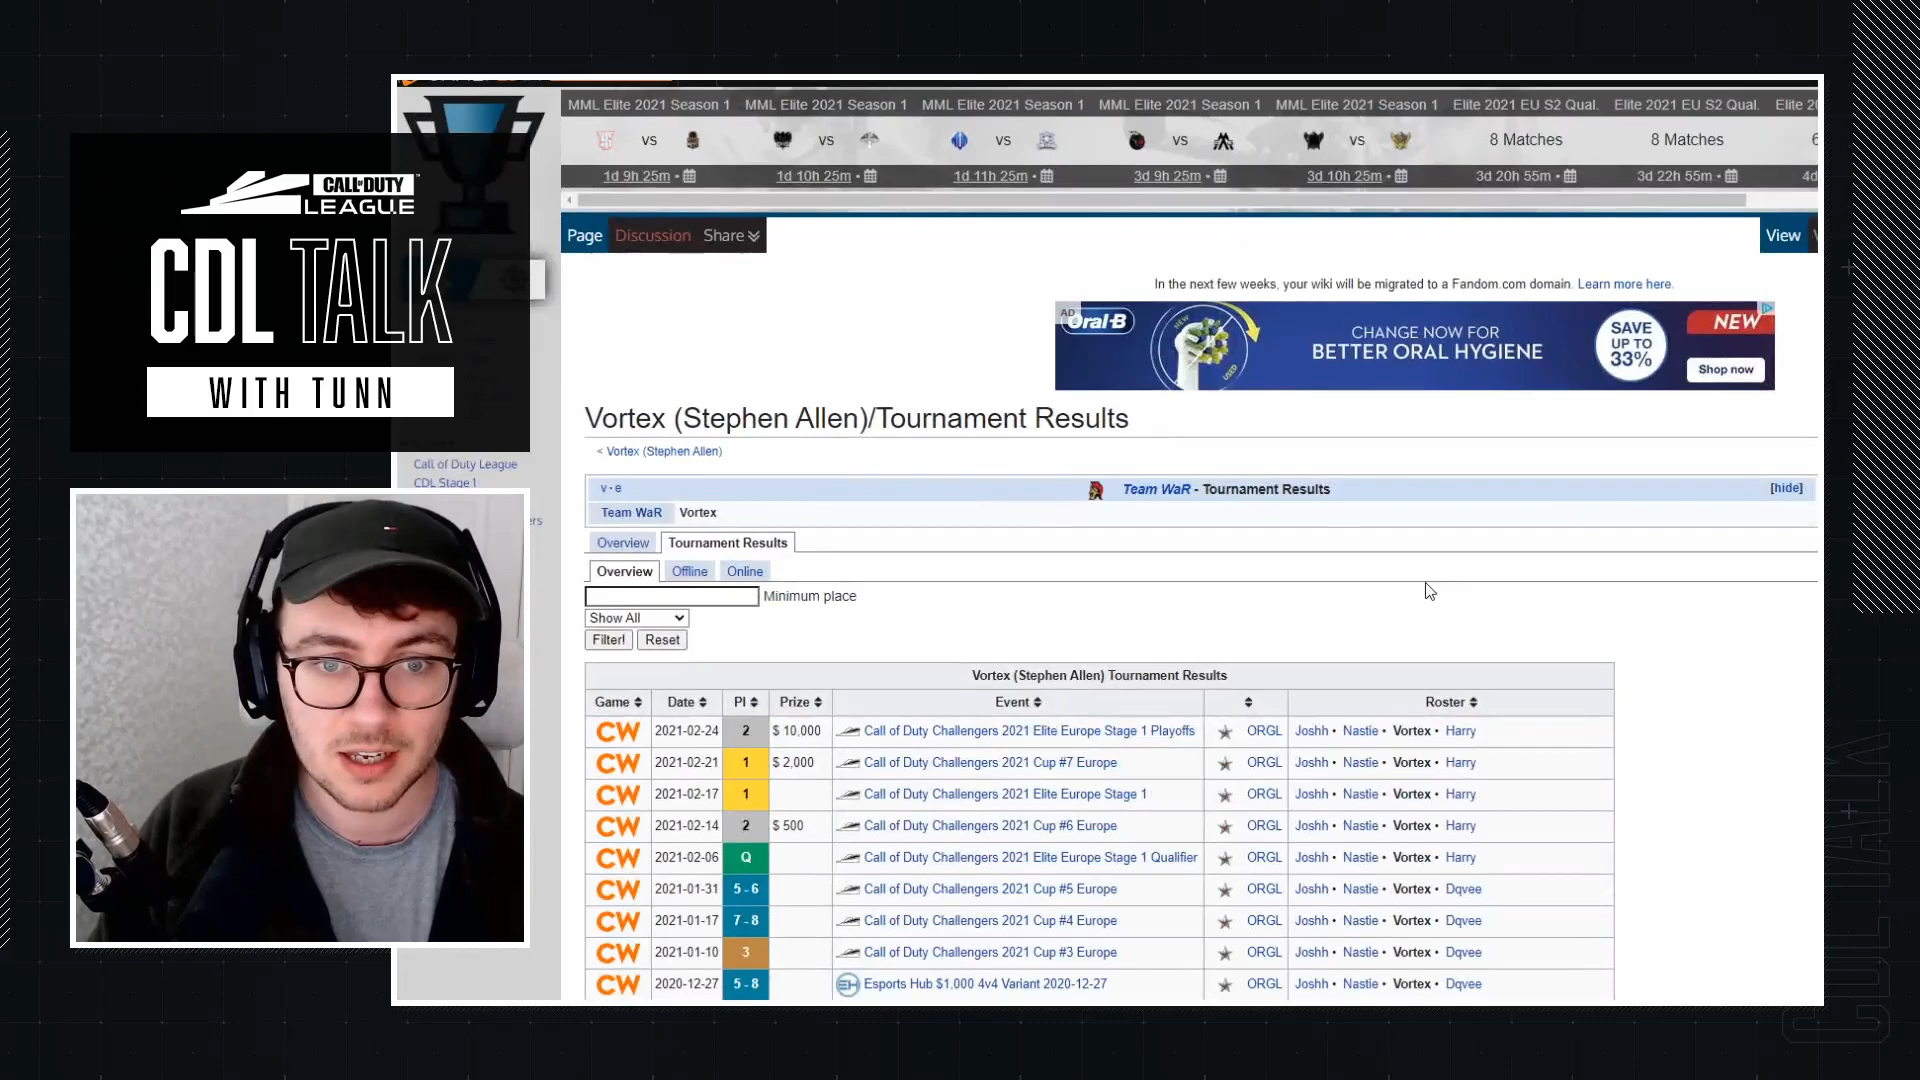 MML Elite 2021 Season 1 MML Elite 2021 Season 1 MML Elite 2021 Season 1 MML Elite 2021 Season 1 MML Elite 2021 Season 1 Elite 2021 EU S2 Qual. Elite 2021 EU S2 Qual. Elite 20
vs vs vs vs vs 8 Matches 8 Matches 6
1d 9h 25m • 1d 10h 25m • 1d 11h 25m • 3d 9h 25m • 3d 10h 25m • 3d 20h 55m • 3d 22h 55m • 4d
CALL OF DUTY
LEAGUE
CDL TALK
WITH TUNN
Call of Duty League
CDL Stage 1
ers
Page Discussion Share View
In the next few weeks, your wiki will be migrated to a Fandom.com domain. Learn more here.
AD
Oral-B
NEW
USED
CHANGE NOW FOR
BETTER ORAL HYGIENE
SAVE
UP TO
33%
NEW
Shop now
Vortex (Stephen Allen)/Tournament Results
< Vortex (Stephen Allen)
v • e Team WaR - Tournament Results [hide]
Team WaR Vortex
Overview Tournament Results
Overview Offline Online
Minimum place
Show All
Filter! Reset
Vortex (Stephen Allen) Tournament Results
Game Date Pl Prize Event Roster
CW 2021-02-24 2 $ 10,000 Call of Duty Challengers 2021 Elite Europe Stage 1 Playoffs ORGL Joshh • Nastie • Vortex • Harry
CW 2021-02-21 1 $ 2,000 Call of Duty Challengers 2021 Cup #7 Europe ORGL Joshh • Nastie • Vortex • Harry
CW 2021-02-17 1 Call of Duty Challengers 2021 Elite Europe Stage 1 ORGL Joshh • Nastie • Vortex • Harry
CW 2021-02-14 2 $ 500 Call of Duty Challengers 2021 Cup #6 Europe ORGL Joshh • Nastie • Vortex • Harry
CW 2021-02-06 Q Call of Duty Challengers 2021 Elite Europe Stage 1 Qualifier ORGL Joshh • Nastie • Vortex • Harry
CW 2021-01-31 5 - 6 Call of Duty Challengers 2021 Cup #5 Europe ORGL Joshh • Nastie • Vortex • Dqvee
CW 2021-01-17 7 - 8 Call of Duty Challengers 2021 Cup #4 Europe ORGL Joshh • Nastie • Vortex • Dqvee
CW 2021-01-10 3 Call of Duty Challengers 2021 Cup #3 Europe ORGL Joshh • Nastie • Vortex • Dqvee
CW 2020-12-27 5 - 8 EH Esports Hub $1,000 4v4 Variant 2020-12-27 ORGL Joshh • Nastie • Vortex • Dqvee
CDL TALK